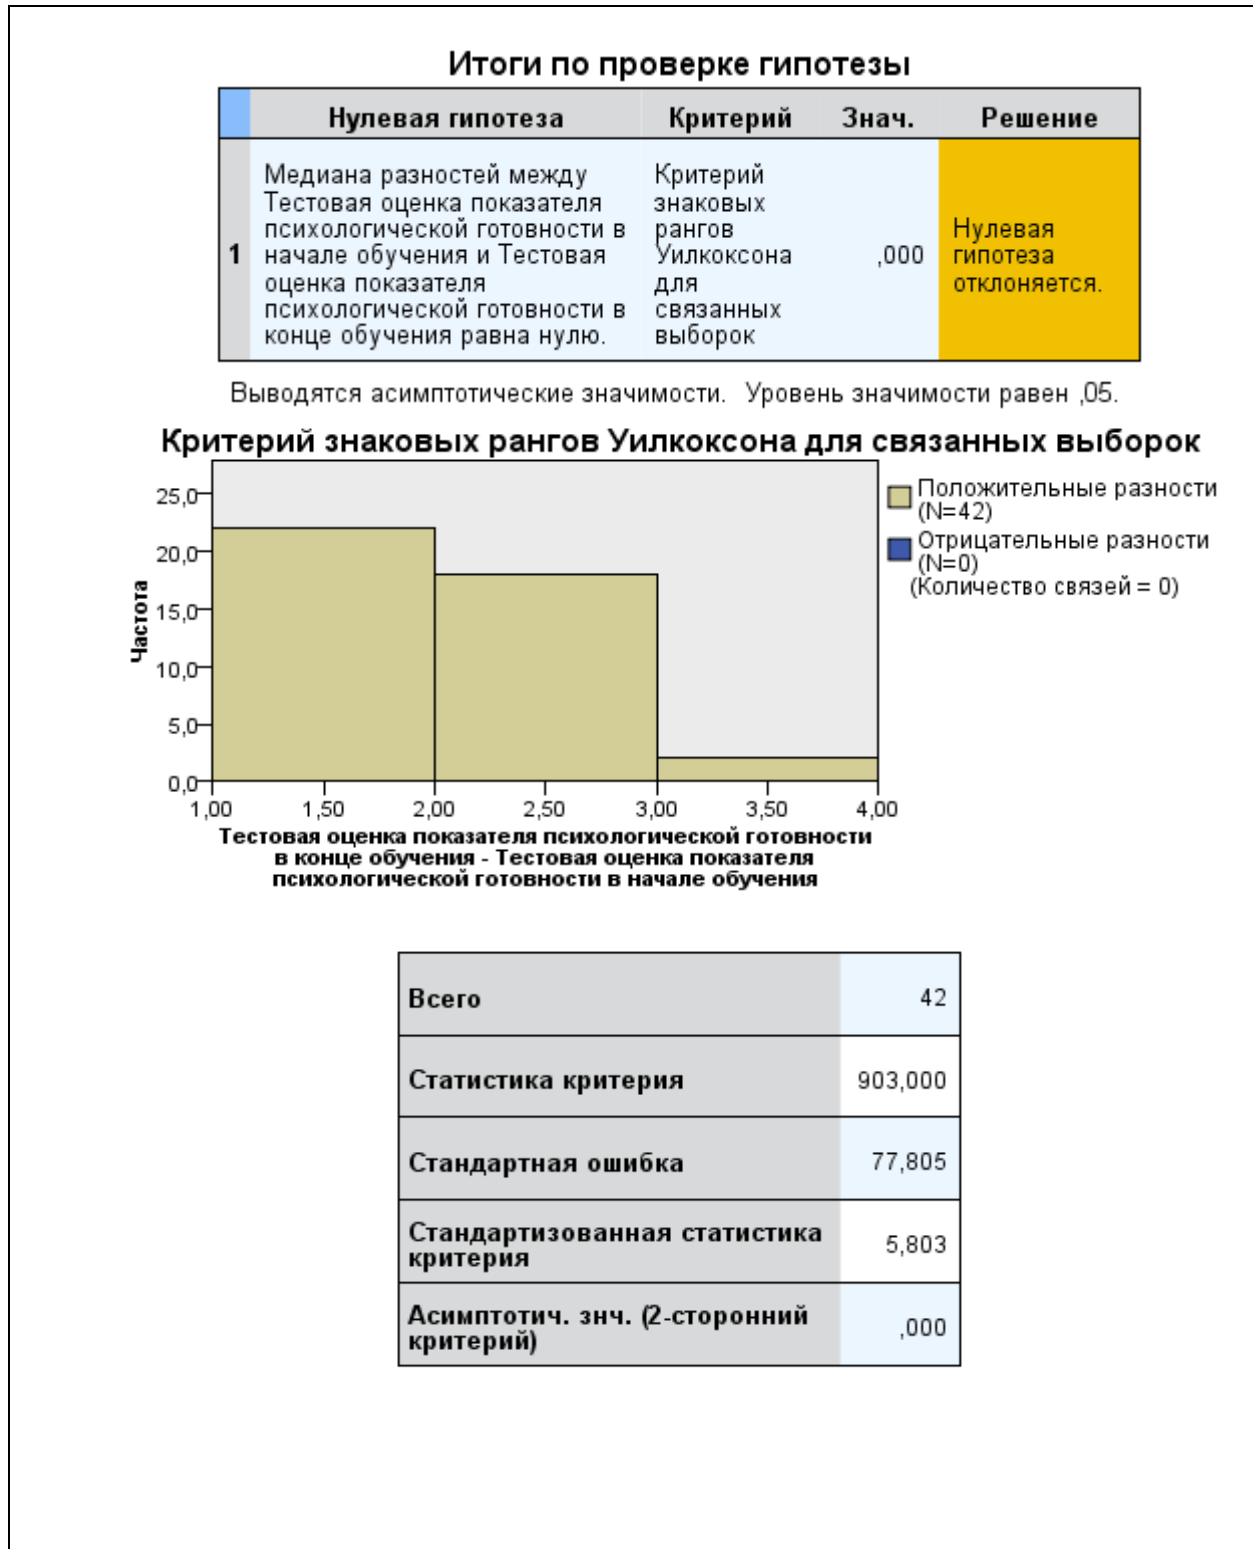 Итоги по проверке гипотезы
Нулевая гипотеза Критерий Знач. Решение
1
Медиана разностей между
Тестовая оценка показателя
психологической готовности в
начале обучения и Тестовая
оценка показателя
психологической готовности в
конце обучения равна нулю.
Критерий
знаковых
рангов
Уилкоксона
для
связанных
выборок
,000
Нулевая
гипотеза
отклоняется.
Выводятся асимптотические значимости. Уровень значимости равен ,05.
Критерий знаковых рангов Уилкоксона для связанных выборок
25,0
20,0
15,0
10,0
5,0
0,0
Частота
1,00 1,50 2,00 2,50 3,00 3,50 4,00
Тестовая оценка показателя психологической готовности
в конце обучения - Тестовая оценка показателя
психологической готовности в начале обучения
Положительные разности
(N=42)
Отрицательные разности
(N=0)
(Количество связей = 0)
Всего 42
Статистика критерия 903,000
Стандартная ошибка 77,805
Стандартизованная статистика
критерия 5,803
Асимптотич. знч. (2-сторонний
критерий) ,000